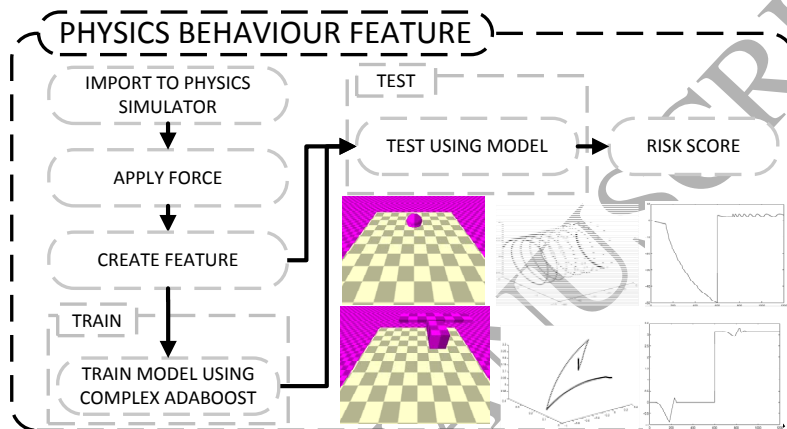 PHYSICS BEHAVIOUR FEATURE
IMPORT TO PHYSICS
SIMULATOR
APPLY FORCE
CREATE FEATURE
TRAIN
TRAIN MODEL USING
COMPLEX ADABOOST
TEST
TEST USING MODEL
RISK SCORE